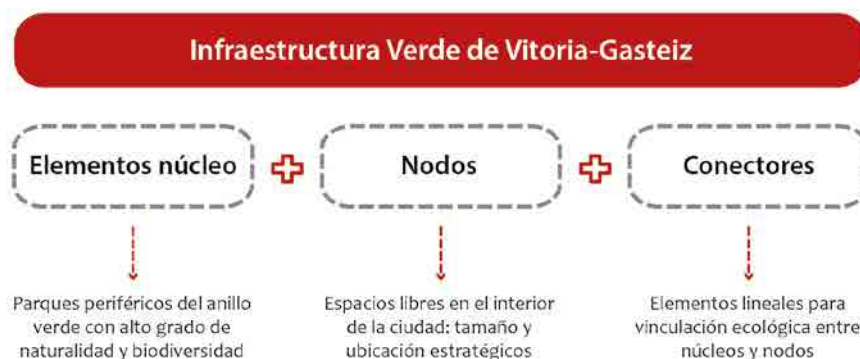 Infraestructura Verde de Vitoria-Gasteiz
Elementos núcleo
Nodos
Conectores
Parques periféricos del anillo
verde con alto grado de
naturalidad y biodiversidad
Espacios libres en el interior
de la ciudad: tamaño y
ubicación estratégicos
Elementos lineales para
vinculación ecológica entre
núcleos y nodos